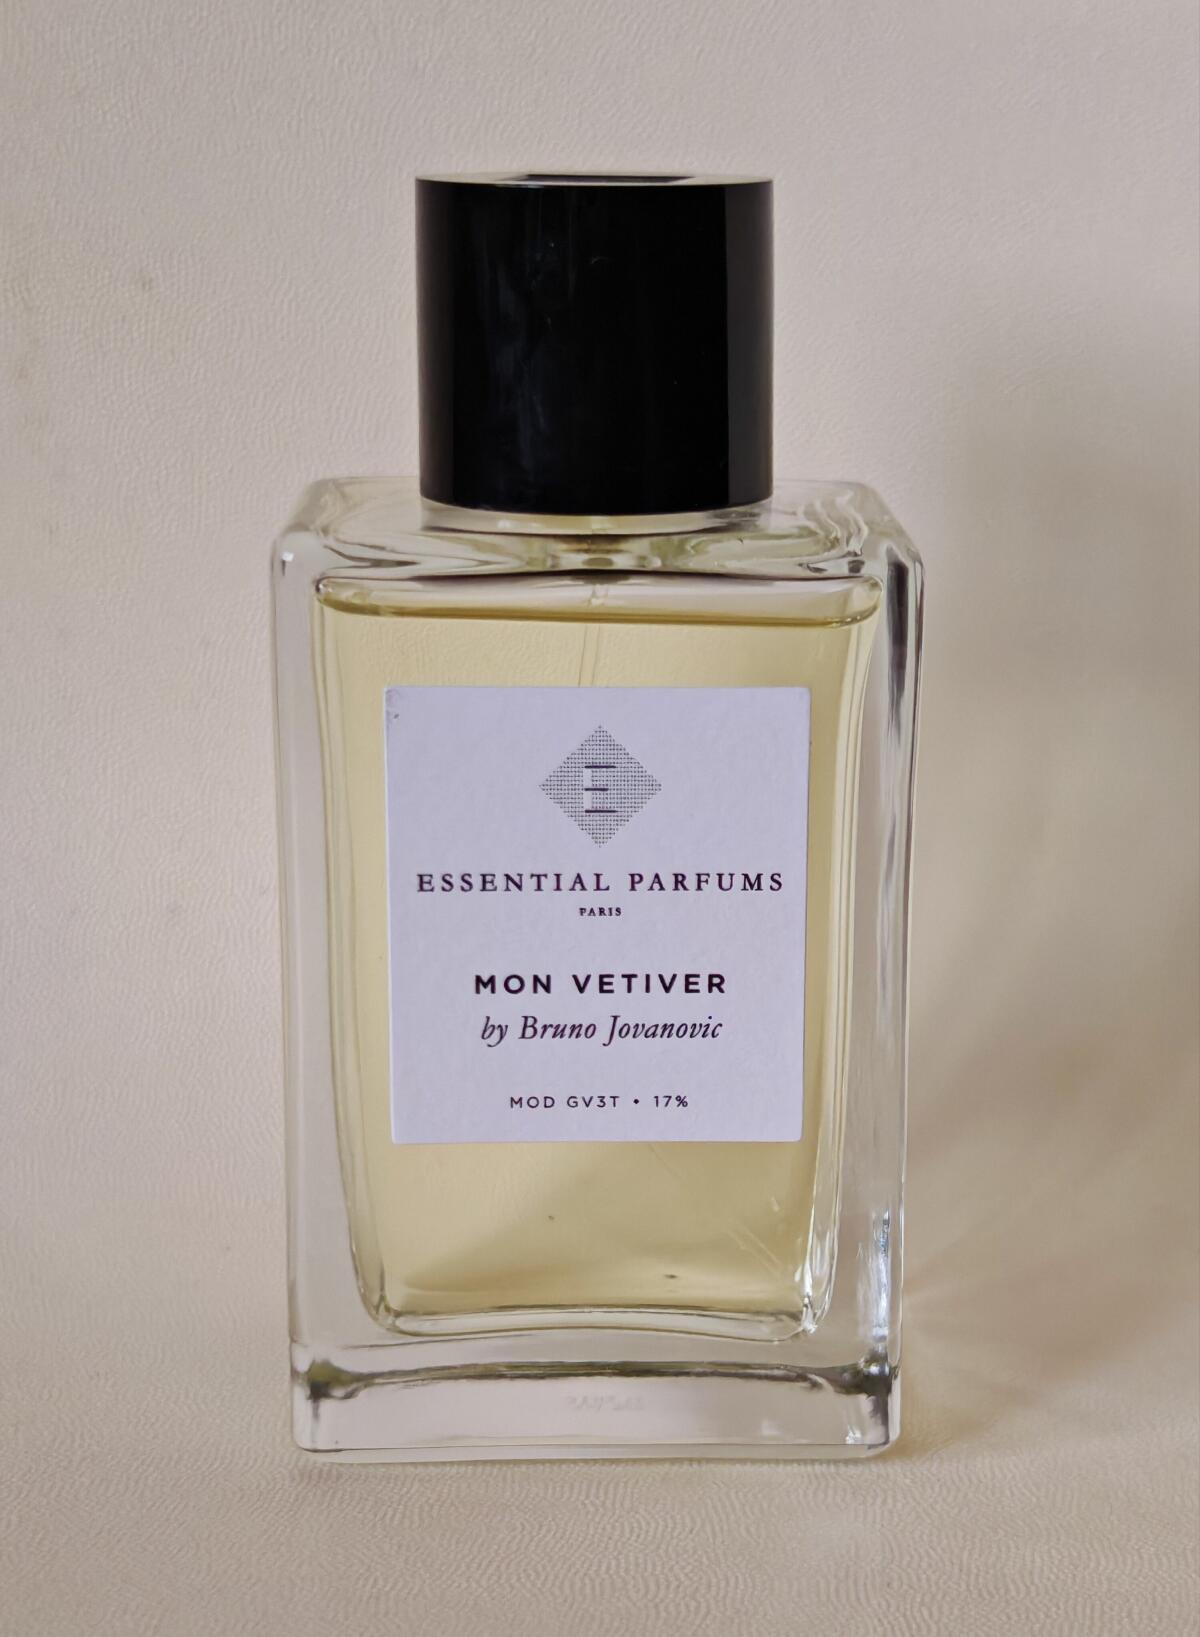 E
ESSENTIAL PARFUMS
PARIS
MON VETIVER
by Bruno Jovanovic
MOD GV3T • 17%